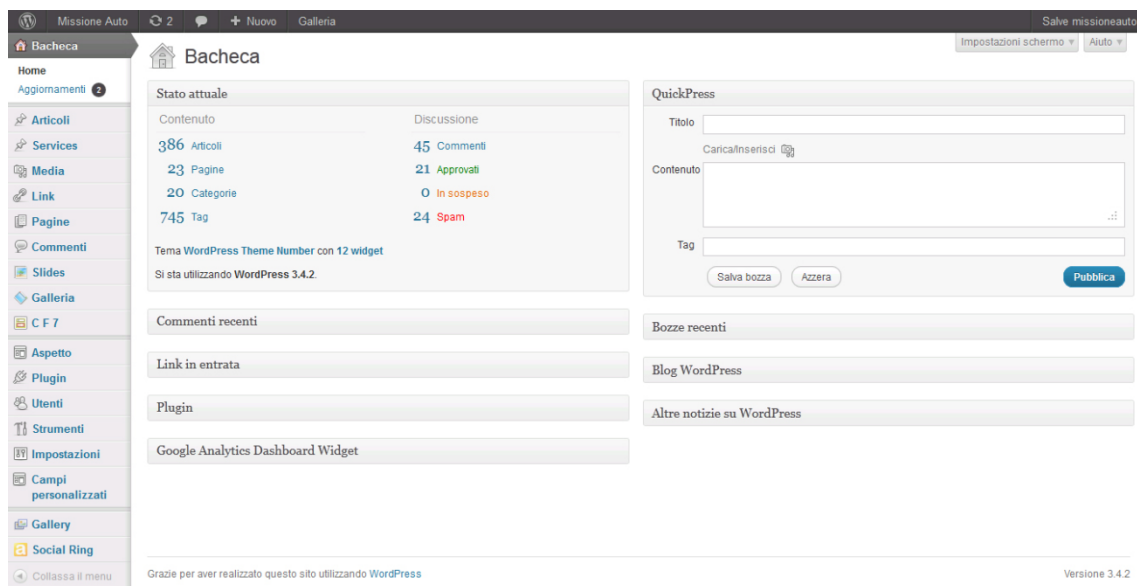 Missione Auto 2 Nuovo Galleria Salve missioneauto
Impostazioni schermo Aiuto
Bacheca
Home
Aggiornamenti 2
Articoli
Services
Media
Link
Pagine
Commenti
Slides
Galleria
C F 7
Aspetto
Plugin
Utenti
Strumenti
Impostazioni
Campi
personalizzati
Gallery
Social Ring
Collassa il menu
Bacheca
Stato attuale
Contenuto Discussione
386 Articoli 45 Commenti
23 Pagine 21 Approvati
20 Categorie 0 In sospeso
745 Tag 24 Spam
Tema WordPress Theme Number con 12 widget
Si sta utilizzando WordPress 3.4.2.
Commenti recenti
Link in entrata
Plugin
Google Analytics Dashboard Widget
QuickPress
Titolo
Carica/Inserisci
Contenuto
Tag
Salva bozza Azzera Pubblica
Bozze recenti
Blog WordPress
Altre notizie su WordPress
Grazie per aver realizzato questo sito utilizzando WordPress Versione 3.4.2